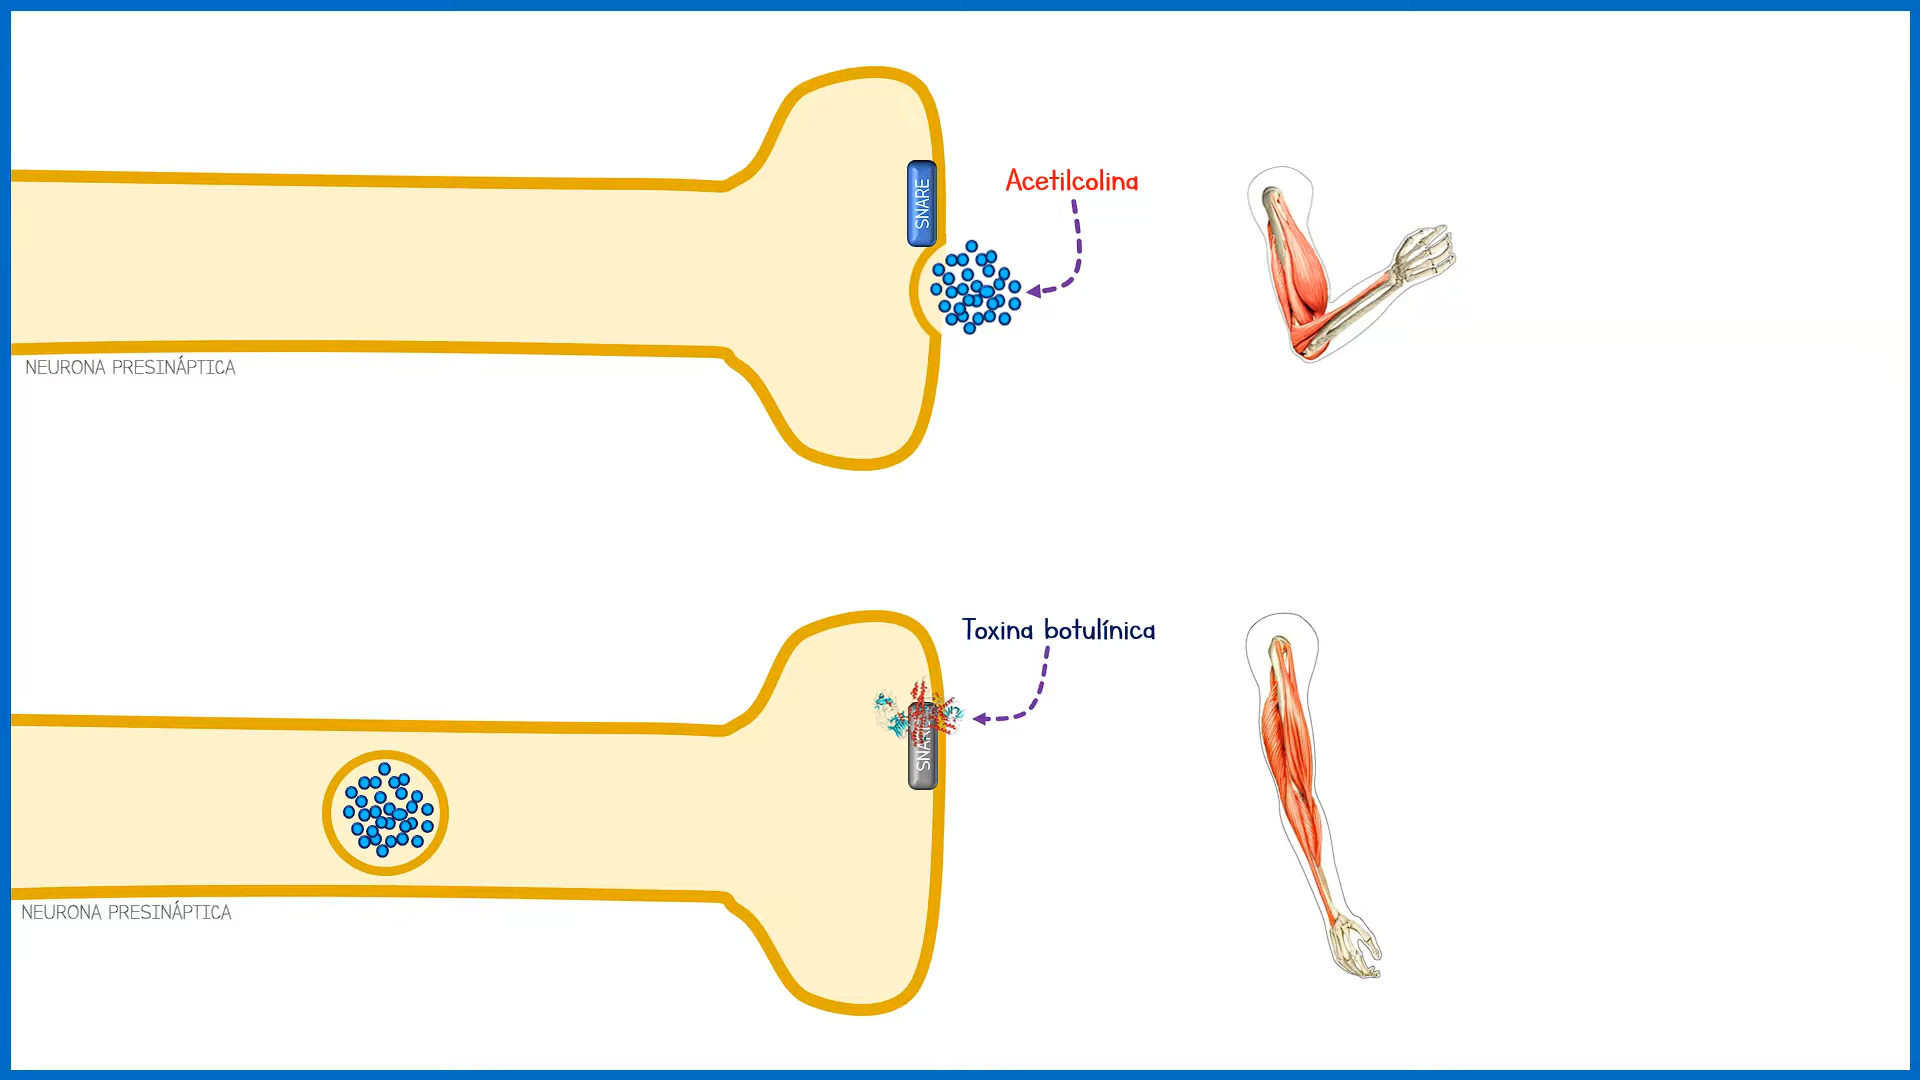 Acetilcolina
SNARE
NEURONA PRESINÁPTICA
Toxina botulínica
SNARE
NEURONA PRESINÁPTICA